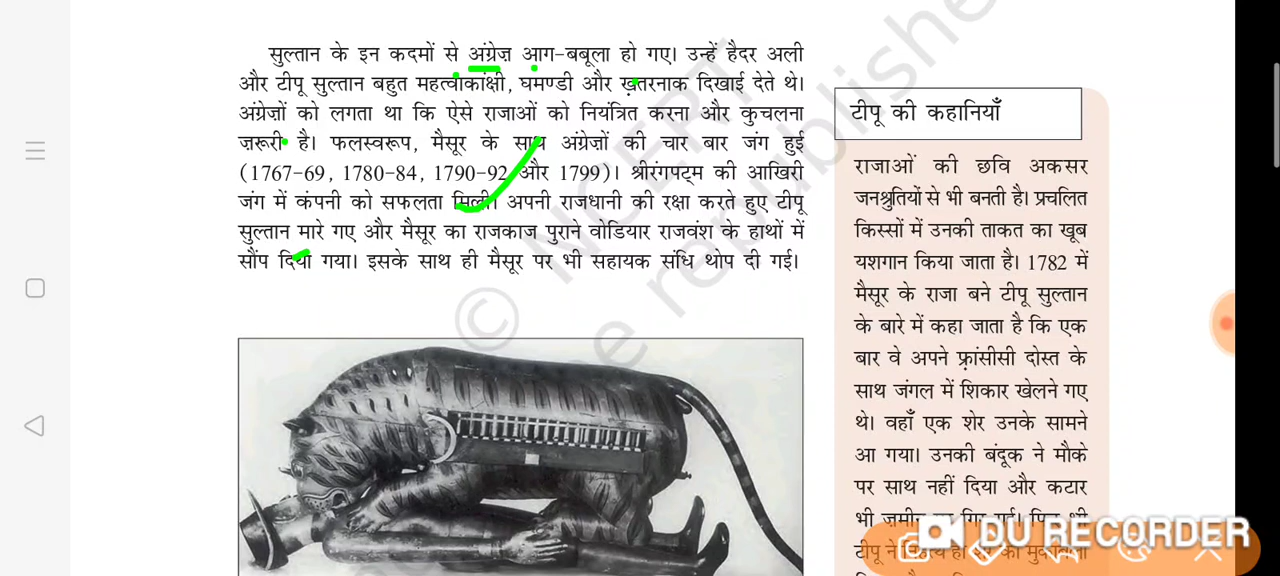 सुल्तान के इन कदमों से अंग्रेज़ आग-बबूला हो गए। उन्हें हैदर अली
और टीपू सुल्तान बहुत महत्वाकांक्षी, घमण्डी और ख़तरनाक दिखाई देते थे।
अंग्रेज़ों को लगता था कि ऐसे राजाओं को नियंत्रित करना और कुचलना
ज़रूरी है। फलस्वरूप, मैसूर के साथ अंग्रेज़ों की चार बार जंग हुई
(1767-69, 1780-84, 1790-92 और 1799)। श्रीरंगपट्म की आखिरी
जंग में कंपनी को सफलता मिली। अपनी राजधानी की रक्षा करते हुए टीपू
सुल्तान मारे गए और मैसूर का राजकाज पुराने वोडियार राजवंश के हाथों में
सौंप दिया गया। इसके साथ ही मैसूर पर भी सहायक संधि थोप दी गई।
टीपू की कहानियाँ
राजाओं की छवि अकसर
जनश्रुतियों से भी बनती है। प्रचलित
किस्सों में उनकी ताकत का खूब
यशगान किया जाता है। 1782 में
मैसूर के राजा बने टीपू सुल्तान
के बारे में कहा जाता है कि एक
बार वे अपने फ़्रांसीसी दोस्त के
साथ जंगल में शिकार खेलने गए
थे। वहाँ एक शेर उनके सामने
आ गया। उनकी बंदूक ने मौके
पर साथ नहीं दिया और कटार
भी
टीपू ने
© NCERT
republi
DU RECORDER